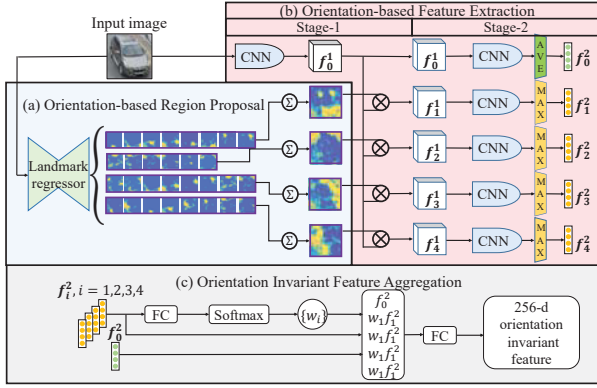 Input image
(b) Orientation-based Feature Extraction
Stage-1
Stage-2
CNN
f_0^1
f_0^1
CNN
AVE
f_0^2
(a) Orientation-based Region Proposal
Landmark
regressor
Σ
f_1^1
CNN
MAX
f_1^2
Σ
f_2^1
CNN
MAX
f_2^2
Σ
f_3^1
CNN
MAX
f_3^2
Σ
f_4^1
CNN
MAX
f_4^2
(c) Orientation Invariant Feature Aggregation
f_i^2, i = 1,2,3,4
FC
Softmax
{w_i}
f_0^2
f_0^2
w_1f_1^2
w_1f_1^2
w_1f_1^2
w_1f_1^2
FC
256-d
orientation
invariant
feature